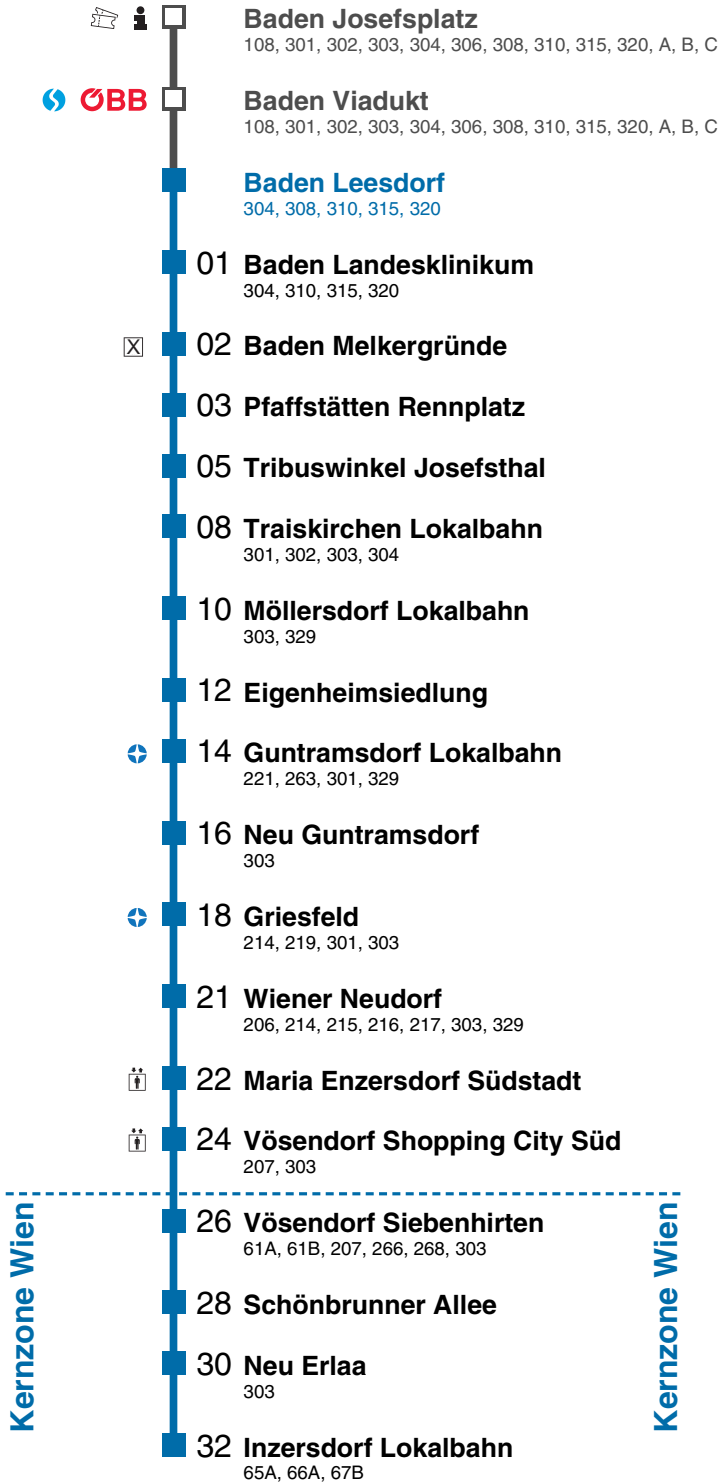 Baden Josefsplatz
108, 301, 302, 303, 304, 306, 308, 310, 315, 320, A, B, C
ÖBB Baden Viadukt
108, 301, 302, 303, 304, 306, 308, 310, 315, 320, A, B, C
Baden Leesdorf
304, 308, 310, 315, 320
01 Baden Landesklinikum
304, 310, 315, 320
X 02 Baden Melkergründe
03 Pfaffstätten Rennplatz
05 Tribuswinkel Josefsthal
08 Traiskirchen Lokalbahn
301, 302, 303, 304
10 Möllersdorf Lokalbahn
303, 329
12 Eigenheimsiedlung
14 Guntramsdorf Lokalbahn
221, 263, 301, 329
16 Neu Guntramsdorf
303
18 Griesfeld
214, 219, 301, 303
21 Wiener Neudorf
206, 214, 215, 216, 217, 303, 329
22 Maria Enzersdorf Südstadt
24 Vösendorf Shopping City Süd
207, 303
Kernzone Wien
26 Vösendorf Siebenhirten
61A, 61B, 207, 266, 268, 303
28 Schönbrunner Allee
30 Neu Erlaa
303
32 Inzersdorf Lokalbahn
65A, 66A, 67B
Kernzone Wien